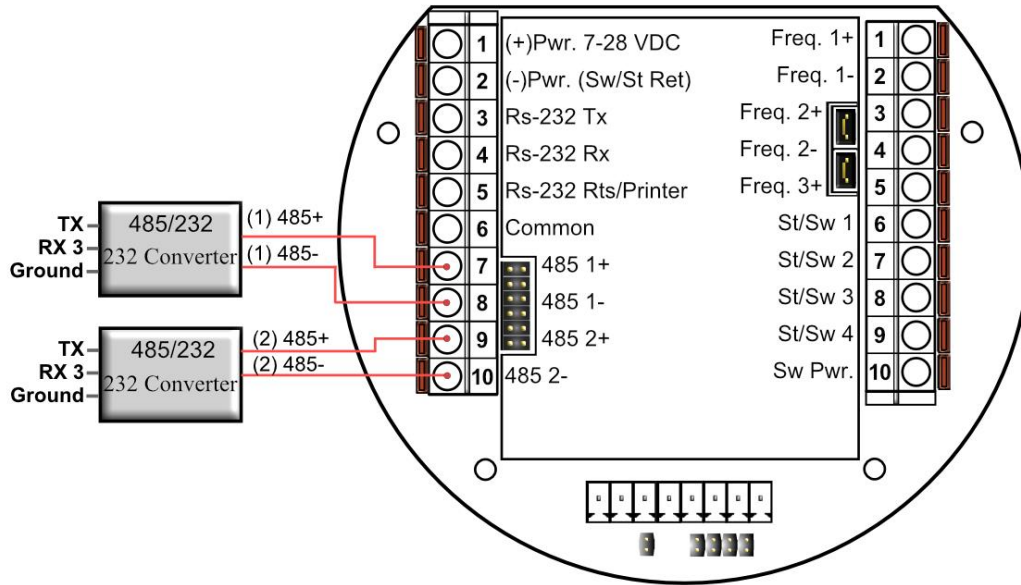 1 (+)Pwr. 7-28 VDC
2 (-)Pwr. (Sw/St Ret)
3 Rs-232 Tx
4 Rs-232 Rx
5 Rs-232 Rts/Printer
6 Common
7 485 1+
8 485 1-
9 485 2+
10 485 2-
Freq. 1+ 1
Freq. 1- 2
Freq. 2+ 3
Freq. 2- 4
Freq. 3+ 5
St/Sw 1 6
St/Sw 2 7
St/Sw 3 8
St/Sw 4 9
Sw Pwr. 10
TX
RX 3
Ground
485/232
232 Converter
(1) 485+
(1) 485-
TX
RX 3
Ground
485/232
232 Converter
(2) 485+
(2) 485-